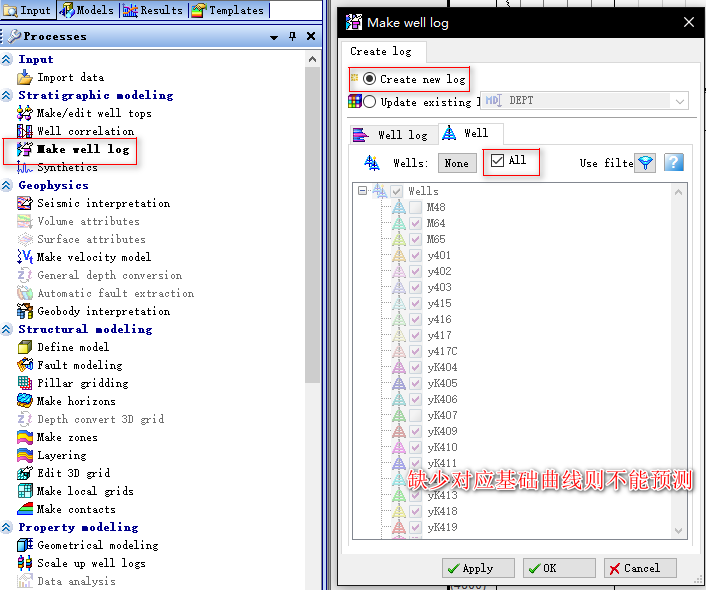 Input
Models
Results
Templates
Processes
Input
Import data
Stratigraphic modeling
Make/edit well tops
Well correlation
Make well log
Synthetics
Geophysics
Seismic interpretation
Volume attributes
Surface attributes
Make velocity model
General depth conversion
Automatic fault extraction
Geobody interpretation
Structural modeling
Define model
Fault modeling
Pillar gridding
Make horizons
Depth convert 3D grid
Make zones
Layering
Edit 3D grid
Make local grids
Make contacts
Property modeling
Geometrical modeling
Scale up well logs
Data analysis
Make well log
Create log
Create new log
Update existing l
MD DEPT
Well log
Well
Wells:
None
All
Use filte
?
Wells
M48
M64
M65
y401
y402
y403
y415
y416
y417
y417C
yK404
yK405
yK406
yK407
yK409
yK410
yK411
缺少对应基础曲线则不能预测
yK413
yK418
yK419
Apply
OK
Cancel